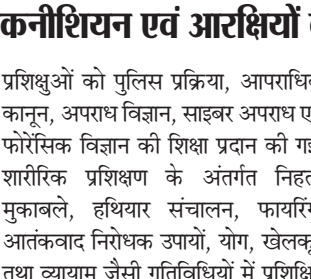 कनीशियन एवं आरक्षियों
प्रशिक्षुओं को पुलिस प्रक्रिया, आपराधिक
कानून, अपराध विज्ञान, साइबर अपराध ए
फोरेंसिक विज्ञान की शिक्षा प्रदान की गई
शारीरिक प्रशिक्षण के अंतर्गत निहत
मुकाबले, हथियार संचालन, फायरिंग
आतंकवाद निरोधक उपायों, योग, खेलकू
तथा व्यायाम जैसी गतिविधियों में प्रशिक्षि